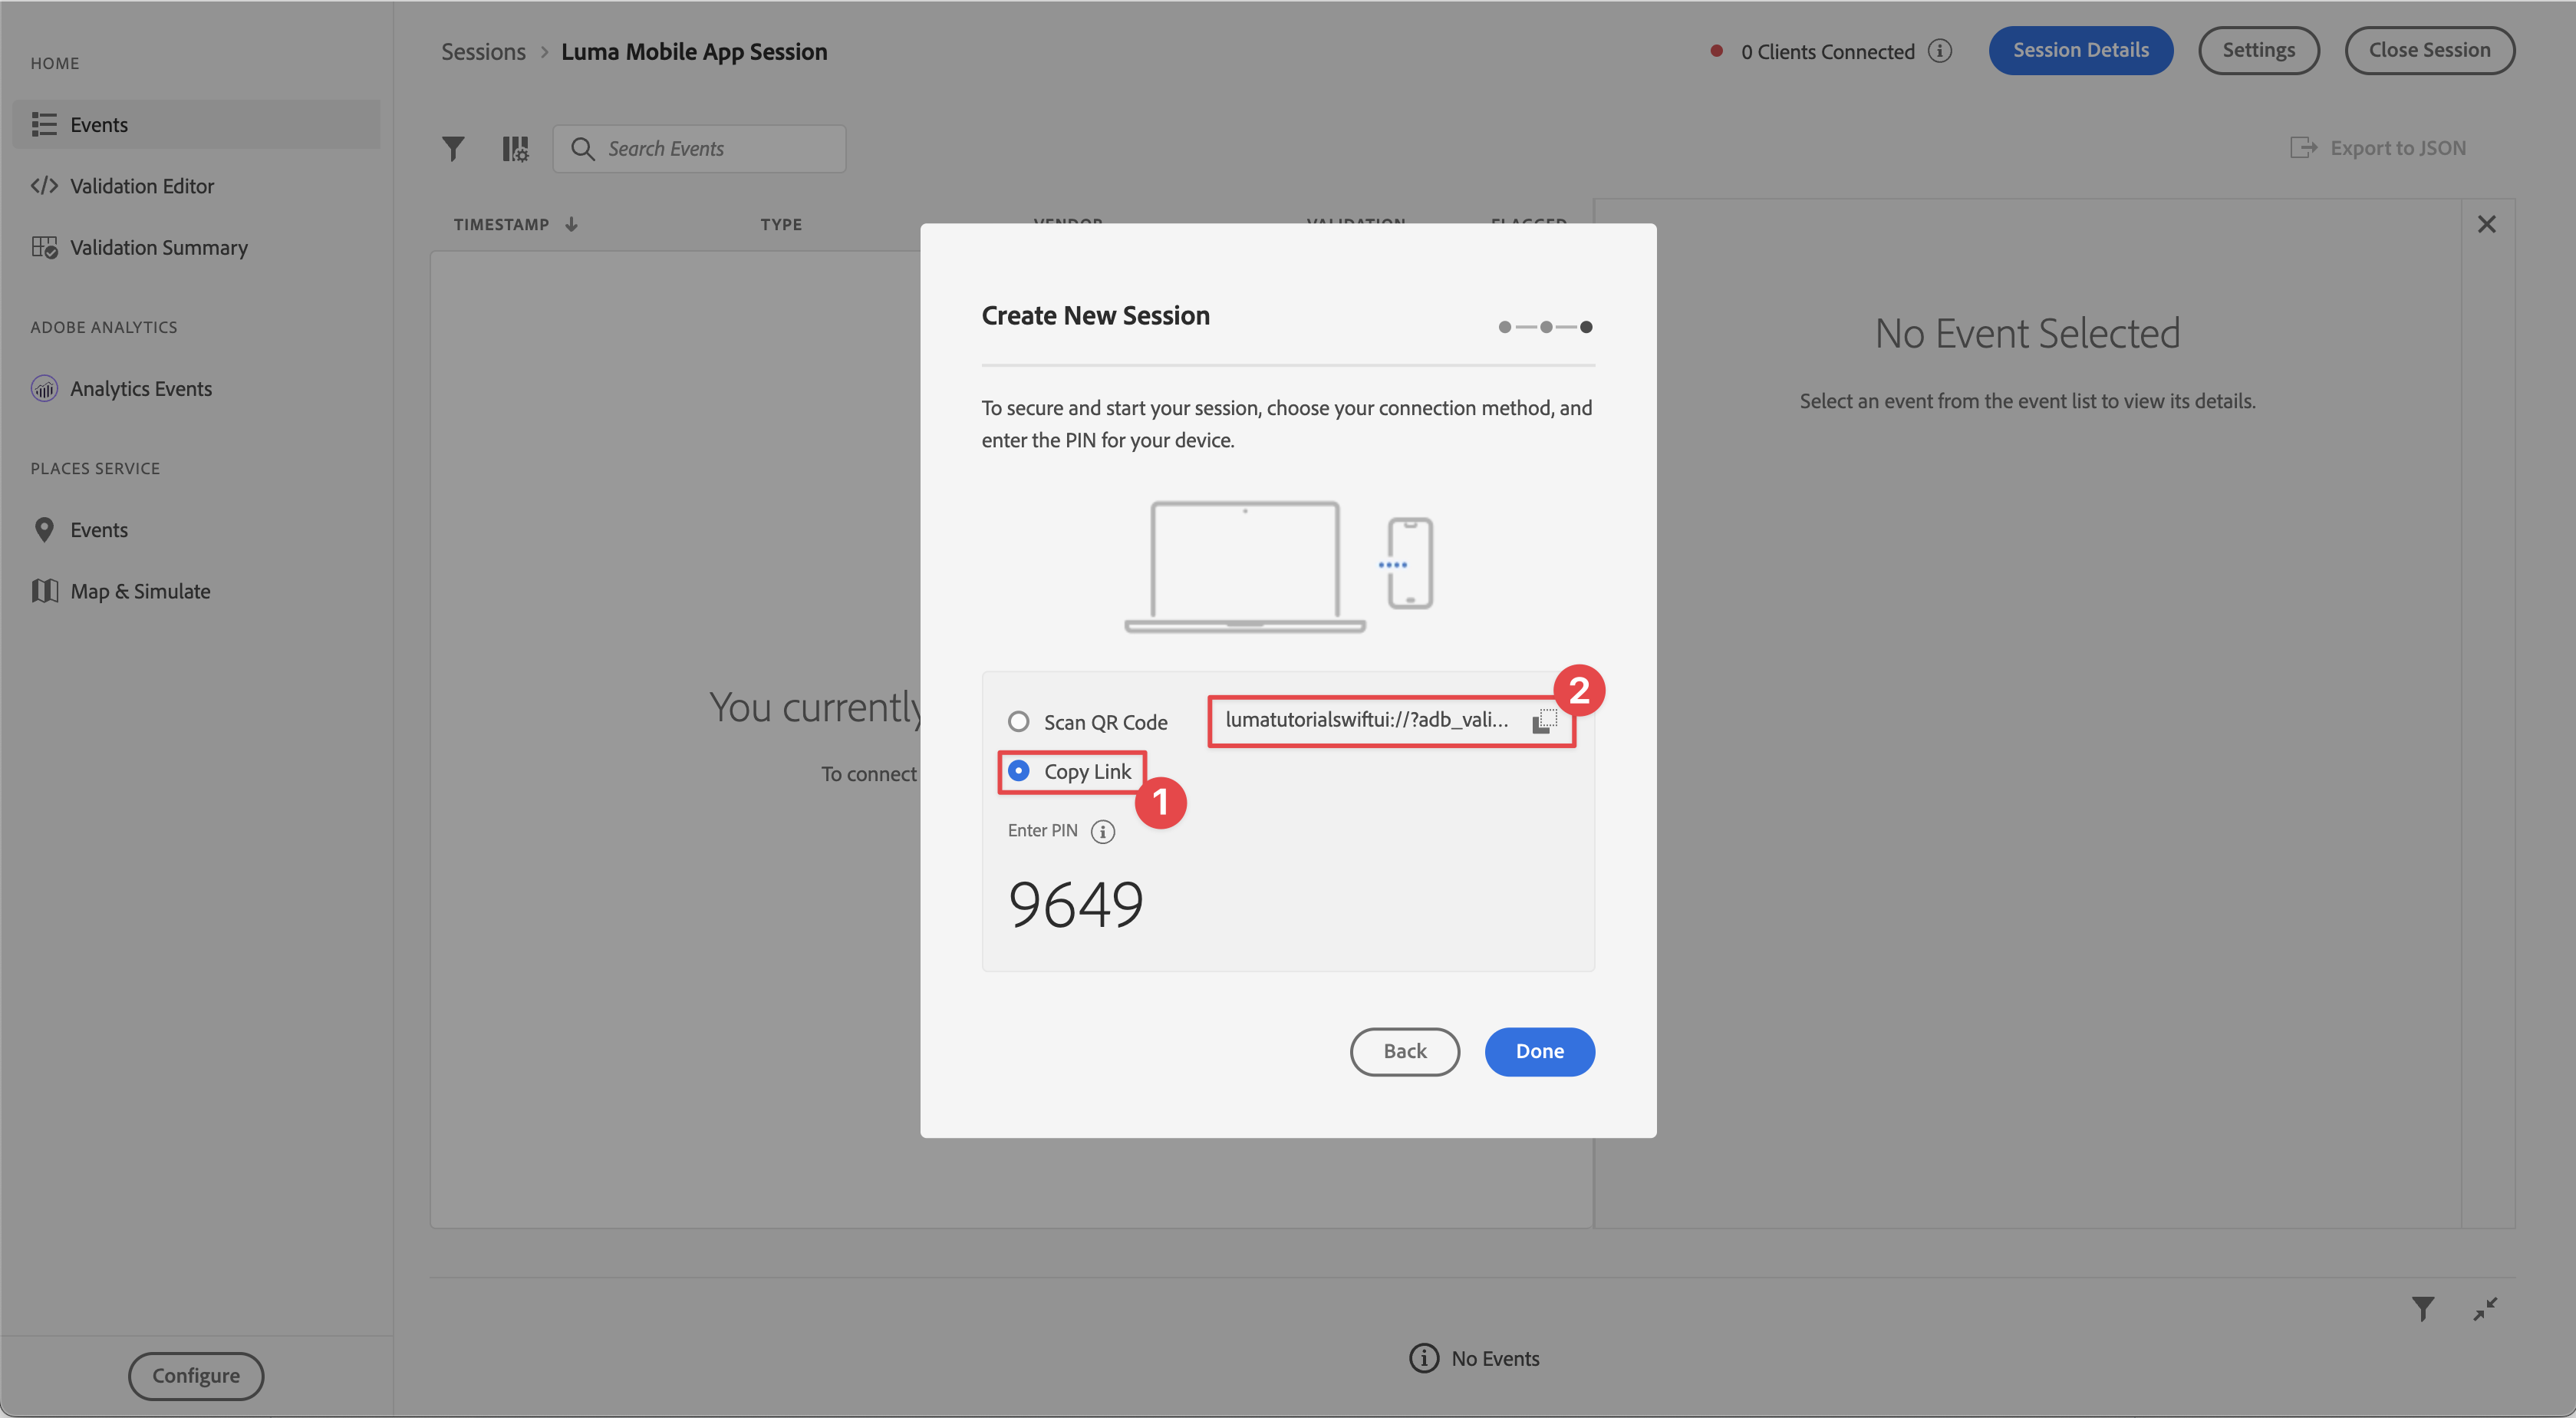 HOME
Events
Validation Editor
Validation Summary
ADOBE ANALYTICS
Analytics Events
PLACES SERVICE
Events
Map & Simulate
Configure
Sessions > Luma Mobile App Session
0 Clients Connected
Session Details
Settings
Close Session
Search Events
Export to JSON
TIMESTAMP
TYPE
VENDOR
VALIDATION
FLAGGED
You currently
To connect
Create New Session
To secure and start your session, choose your connection method, and
enter the PIN for your device.
Scan QR Code
lumatutorialswiftui://?adb_vali...
2
Copy Link
1
Enter PIN
9649
Back
Done
No Event Selected
Select an event from the event list to view its details.
No Events